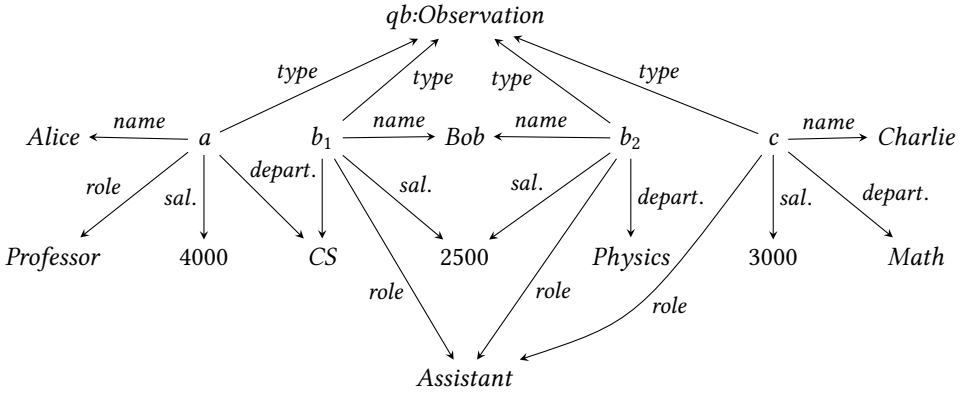 qb:Observation
type type type type
Alice name a b1 name Bob name b2 c name Charlie
role sal. depart. sal. sal. depart. sal. depart.
Professor 4000 CS 2500 Physics 3000 Math
role role role
Assistant